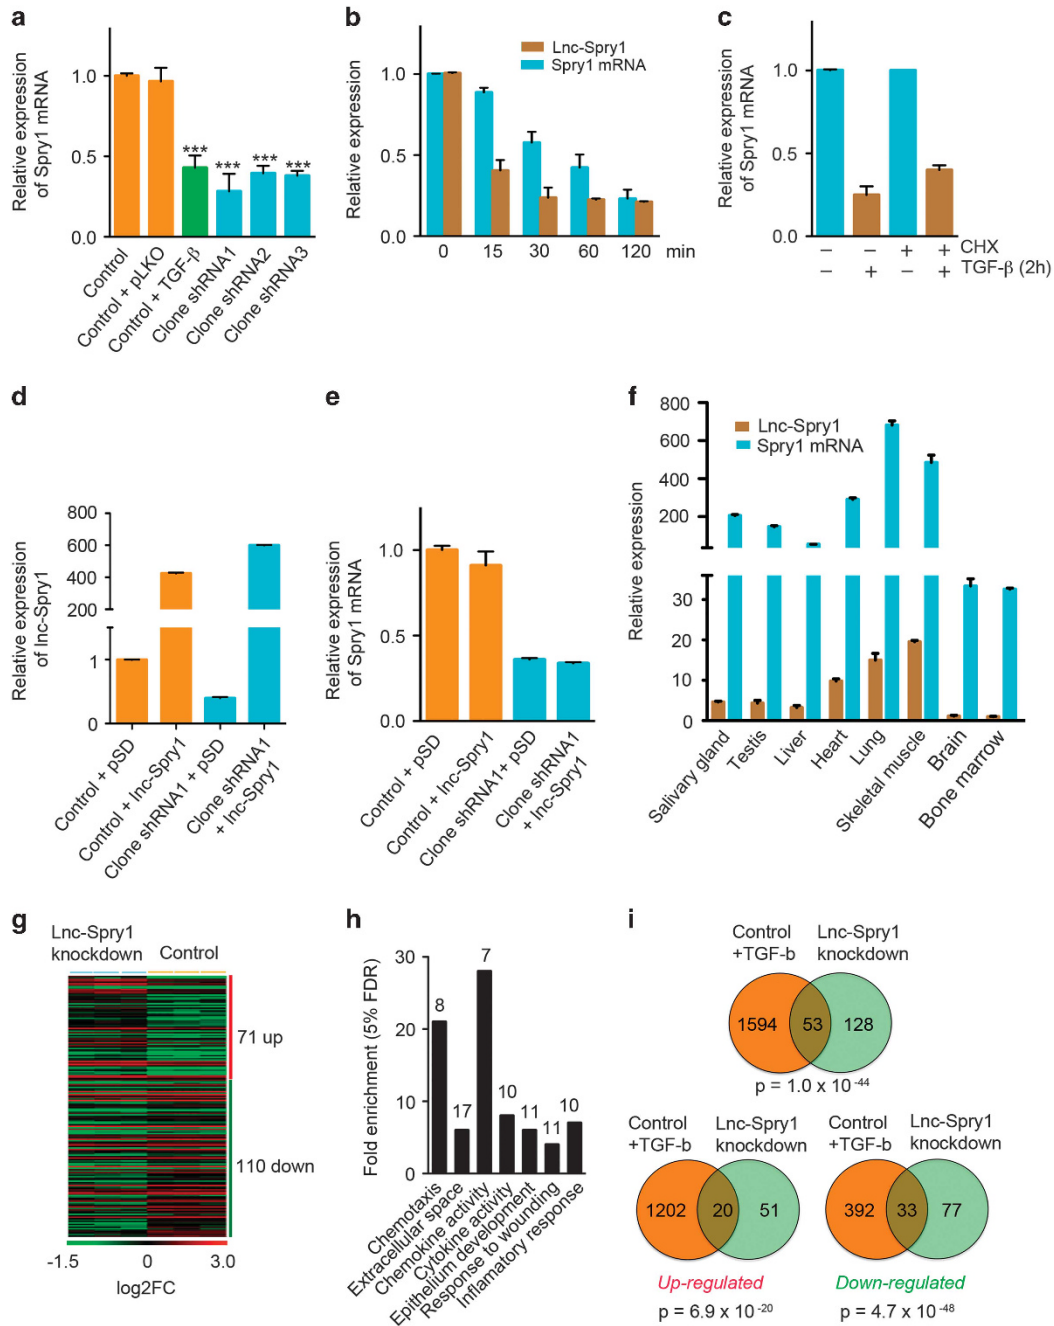 a
Relative expression
of Spry1 mRNA
1.0
0.5
0.0
***
***
***
***
Control
Control + pLKO
Control + TGF-β
Clone shRNA1
Clone shRNA2
Clone shRNA3
b
Relative expression
1.0
0.5
0.0
Lnc-Spry1
Spry1 mRNA
0 15 30 60 120 min
c
Relative expression
of Spry1 mRNA
1.0
0.5
0.0
– – + + CHX
– + – + TGF-β (2h)
d
Relative expression
of lnc-Spry1
800
600
400
200
1
0
Control + pSD
Control + lnc-Spry1
Clone shRNA1 + pSD
Clone shRNA1
+ lnc-Spry1
e
Relative expression
of Spry1 mRNA
1.0
0.5
0.0
Control + pSD
Control + lnc-Spry1
Clone shRNA1+ pSD
Clone shRNA1
+ lnc-Spry1
f
Relative expression
800
600
400
200
30
20
10
0
Lnc-Spry1
Spry1 mRNA
Salivary gland
Testis
Liver
Heart
Lung
Skeletal muscle
Brain
Bone marrow
g
Lnc-Spry1
knockdown
Control
71 up
110 down
-1.5 0 3.0
log2FC
h
Fold enrichment (5% FDR)
30
20
10
0
8
17
7
10
11
11
10
Chemotaxis
Extracellular space
Chemokine activity
Cytokine activity
Epithelium development
Response to wounding
Inflamatory response
i
Control
+TGF-b
Lnc-Spry1
knockdown
1594 53 128
p = 1.0 x 10 -44
Control
+TGF-b
Lnc-Spry1
knockdown
1202 20 51
Up-regulated
p = 6.9 x 10 -20
Control
+TGF-b
Lnc-Spry1
knockdown
392 33 77
Down-regulated
p = 4.7 x 10 -48